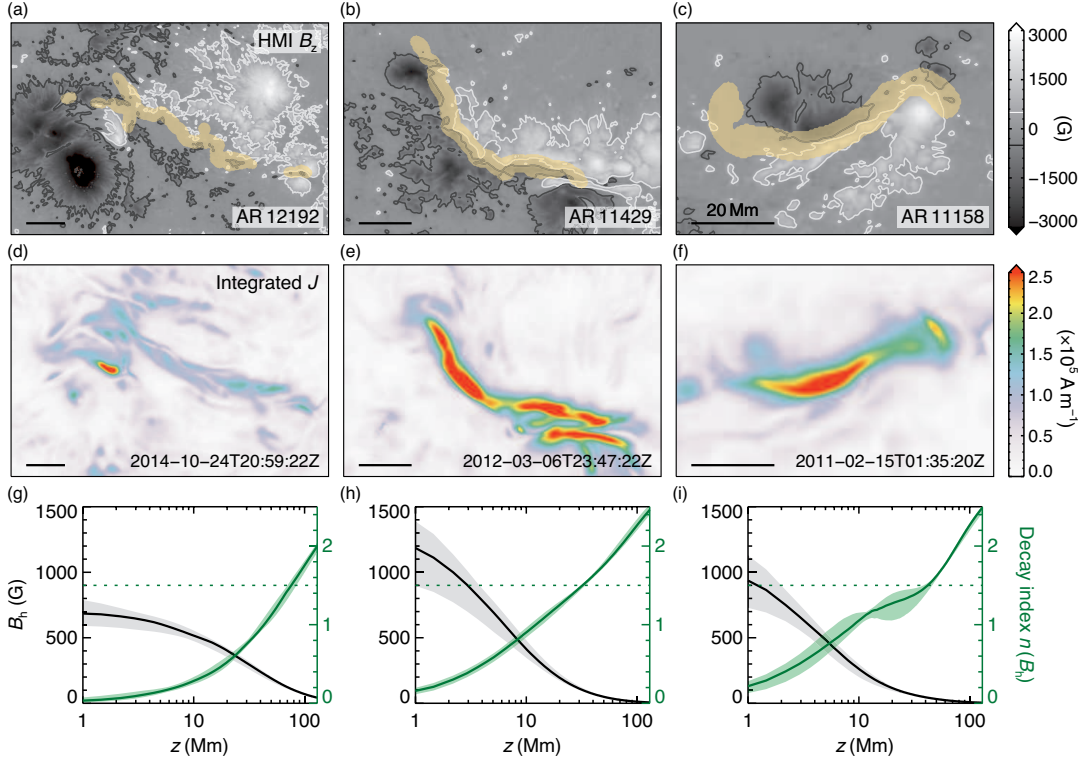 (a) (b) (c)
HMI B_z
AR 12192 AR 11429 20 Mm AR 11158
3000
1500
0
−1500
−3000
(G)
(d) (e) (f)
Integrated J
2014−10−24T20:59:22Z 2012−03−06T23:47:22Z 2011−02−15T01:35:20Z
2.5
2.0
1.5
1.0
0.5
0.0
(×10⁵ A m⁻¹)
(g) (h) (i)
B_h (G)
1500
1000
500
0
1 10 100
z (Mm)
2
1
0
1500
1000
500
0
1 10 100
z (Mm)
2
1
0
1500
1000
500
0
1 10 100
z (Mm)
2
1
0
Decay index n (B_h)